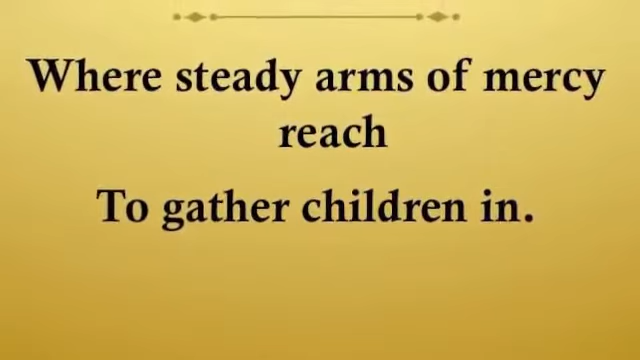 Where steady arms of mercy
reach
To gather children in.